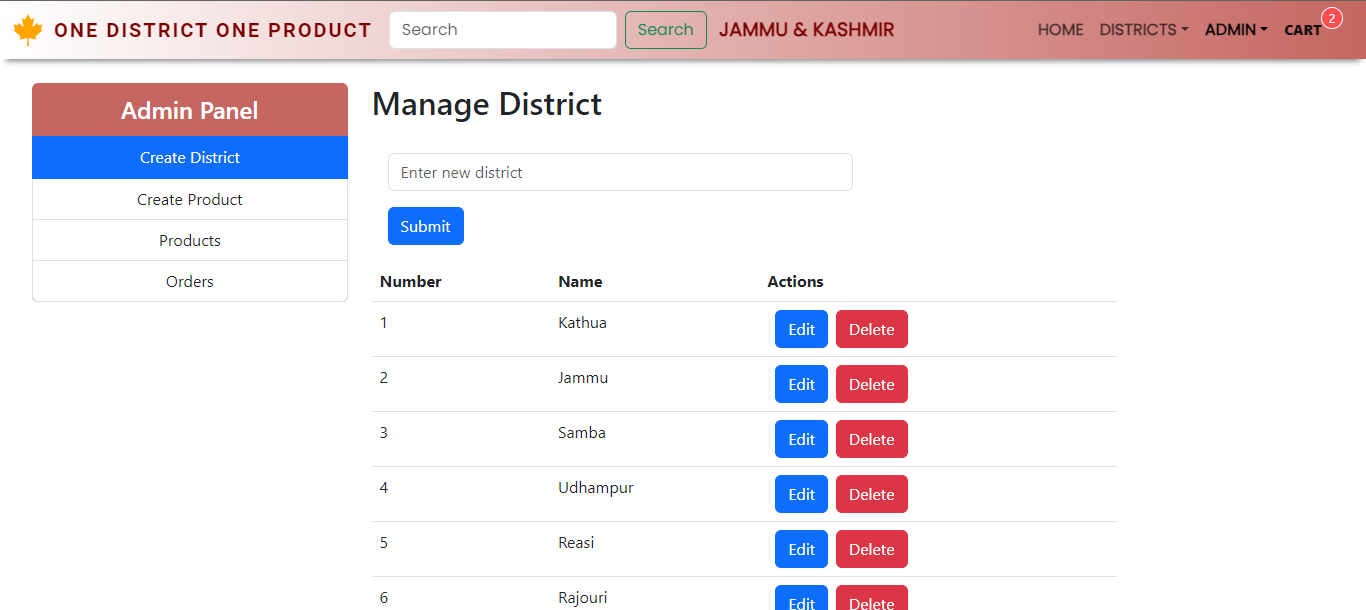 ONE DISTRICT ONE PRODUCT Search Search JAMMU & KASHMIR HOME DISTRICTS ADMIN CART 2
Admin Panel
Create District
Create Product
Products
Orders
Manage District
Enter new district
Submit
Number Name Actions
1 Kathua Edit Delete
2 Jammu Edit Delete
3 Samba Edit Delete
4 Udhampur Edit Delete
5 Reasi Edit Delete
6 Rajouri Edit Delete